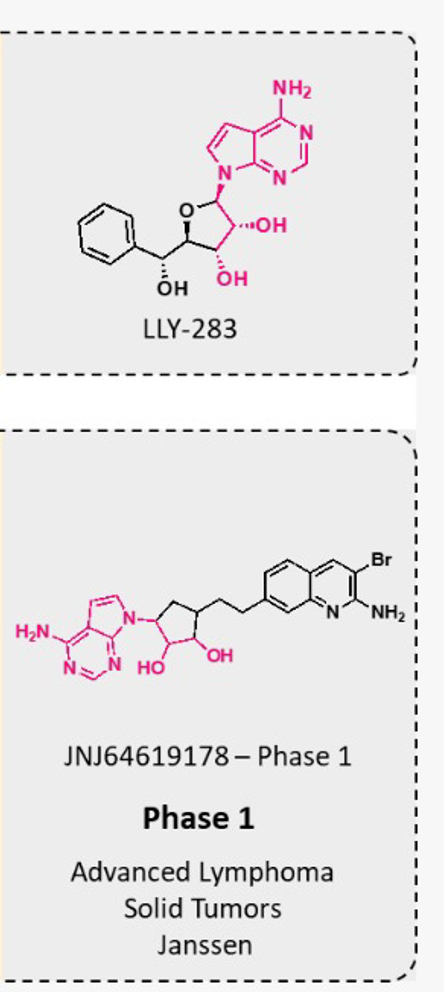 NH₂
N
N
N
O
OH
OH
OH
LLY-283
Br
N
H₂N
N
NH₂
OH
HO
N
N
JNJ64619178 – Phase 1
Phase 1
Advanced Lymphoma
Solid Tumors
Janssen